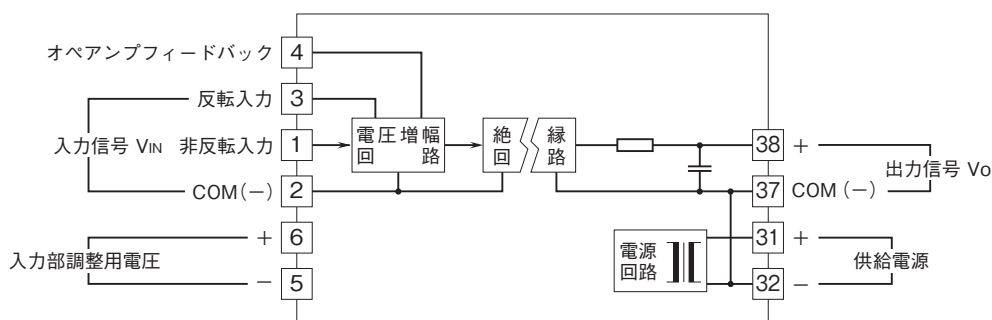 オペアンプフィードバック 4
反転入力 3
入力信号 VIN 非反転入力 1
COM(−) 2
+ 6
入力部調整用電圧
− 5
電圧増幅
回路
絶縁
回路
38 +
出力信号 Vo
37 COM (−)
電源
回路
31 +
供給電源
32 −